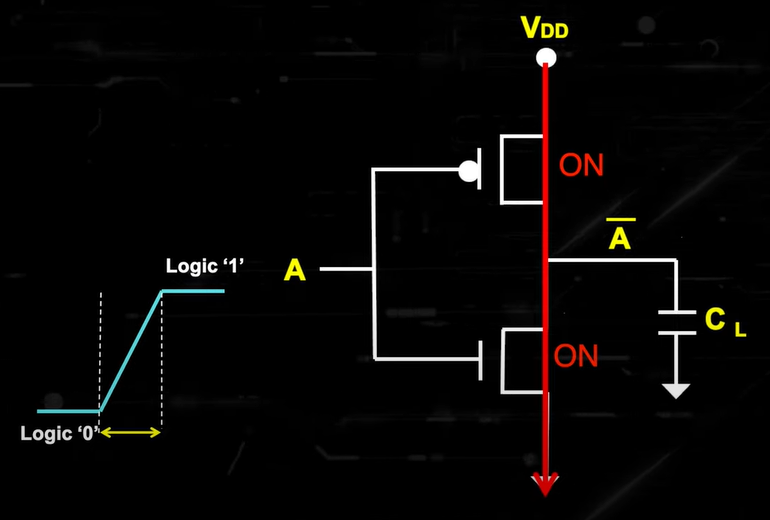 VDD
ON
A̅
Logic ‘1’
A
C L
ON
Logic ‘0’